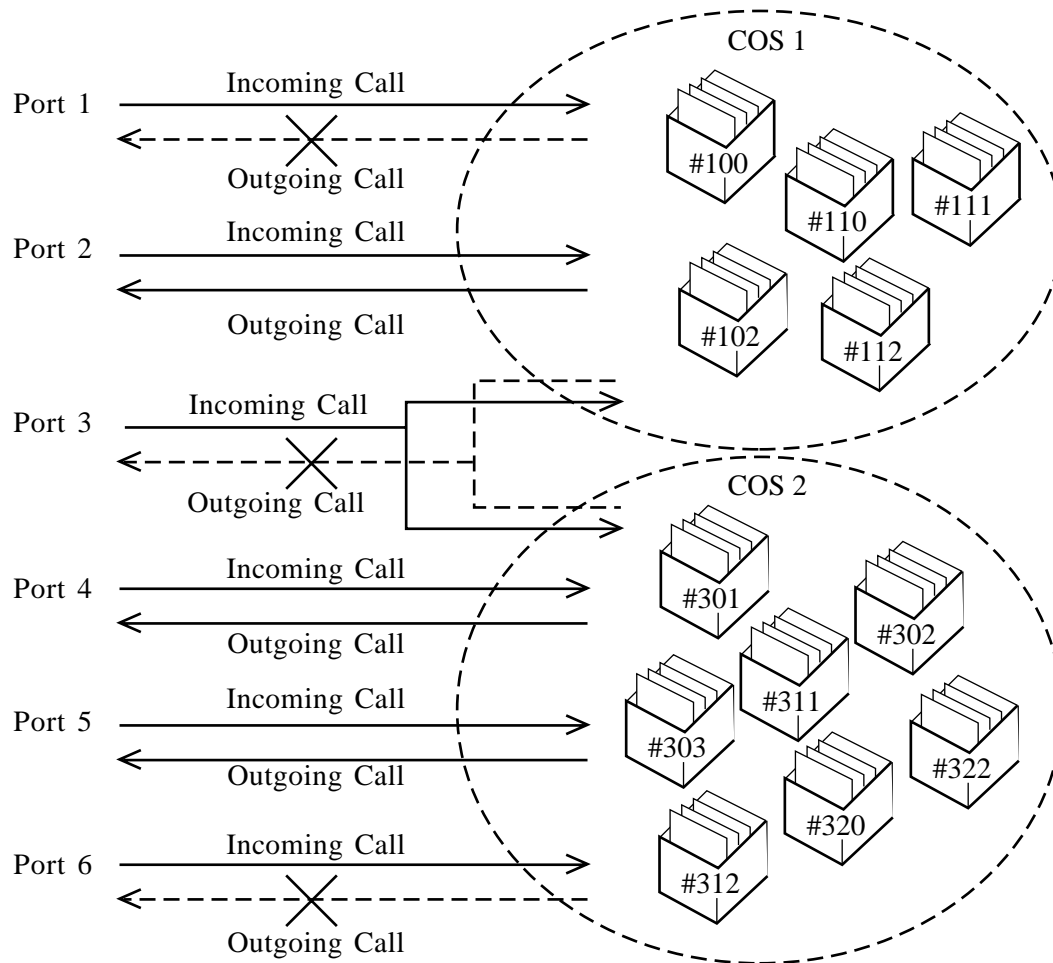 COS 1
Incoming Call
Port 1
Outgoing Call
#100
#110
#111
Incoming Call
Port 2
Outgoing Call
#102
#112
Incoming Call
Port 3
Outgoing Call
COS 2
Incoming Call
Port 4
Outgoing Call
#301
#302
Incoming Call
Port 5
Outgoing Call
#311
#303
#322
#320
Incoming Call
Port 6
Outgoing Call
#312